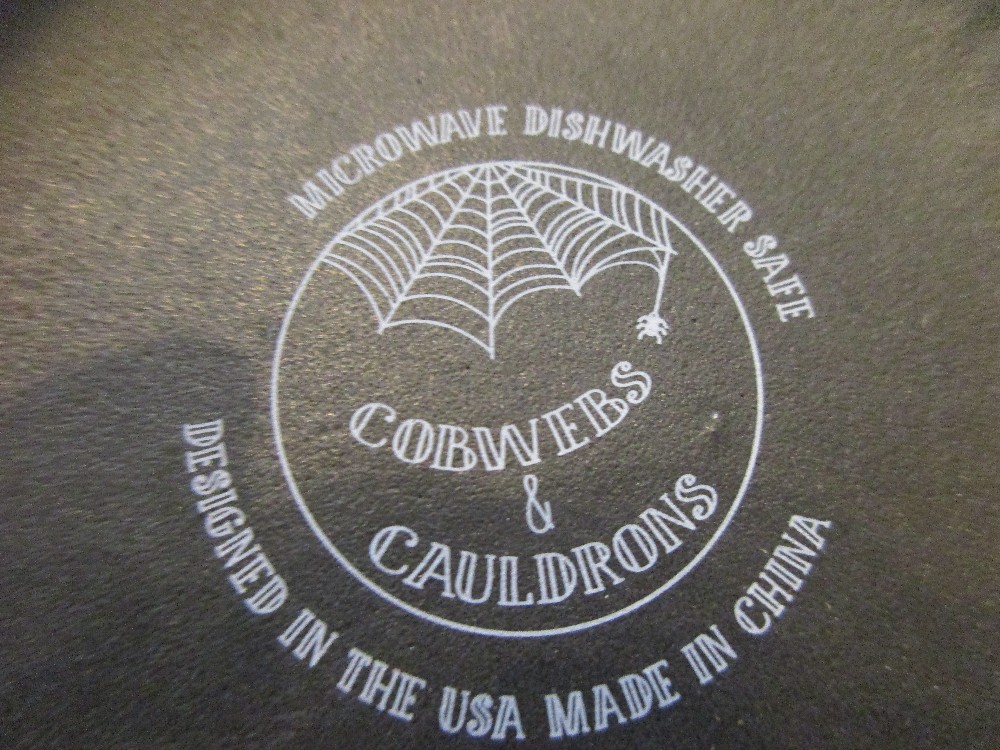 MICROWAVE DISHWASHER SAFE
COBWEBS
&
CAULDRONS
DESIGNED IN THE USA MADE IN CHINA